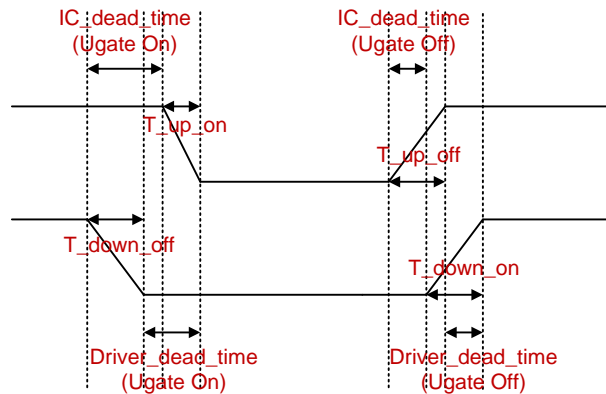 IC_dead_time
(Ugate On)
IC_dead_time
(Ugate Off)
T_up_on
T_up_off
T_down_off
T_down_on
Driver_dead_time
(Ugate On)
Driver_dead_time
(Ugate Off)